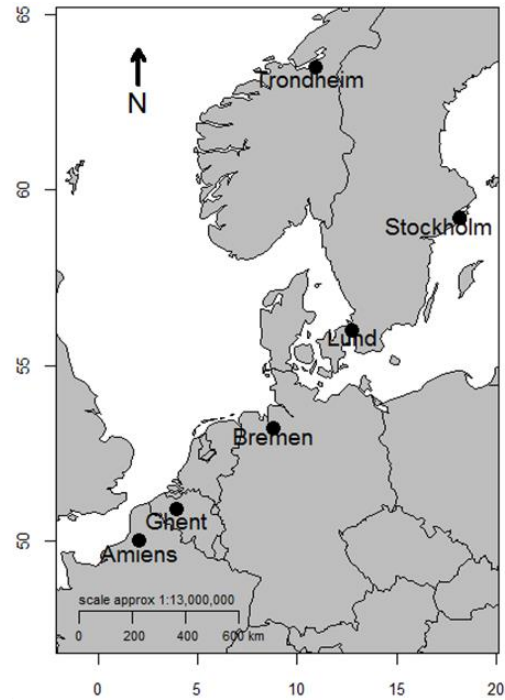 65
Trondheim
N
60
Stockholm
55
Lund
Bremen
Ghent
50
Amiens
scale approx 1:13,000,000
0 200 400 600 km
0 5 10 15 20